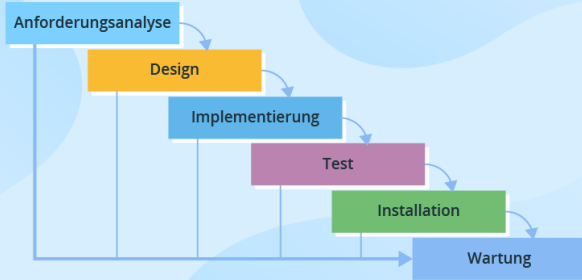 Anforderungsanalyse
Design
Implementierung
Test
Installation
Wartung